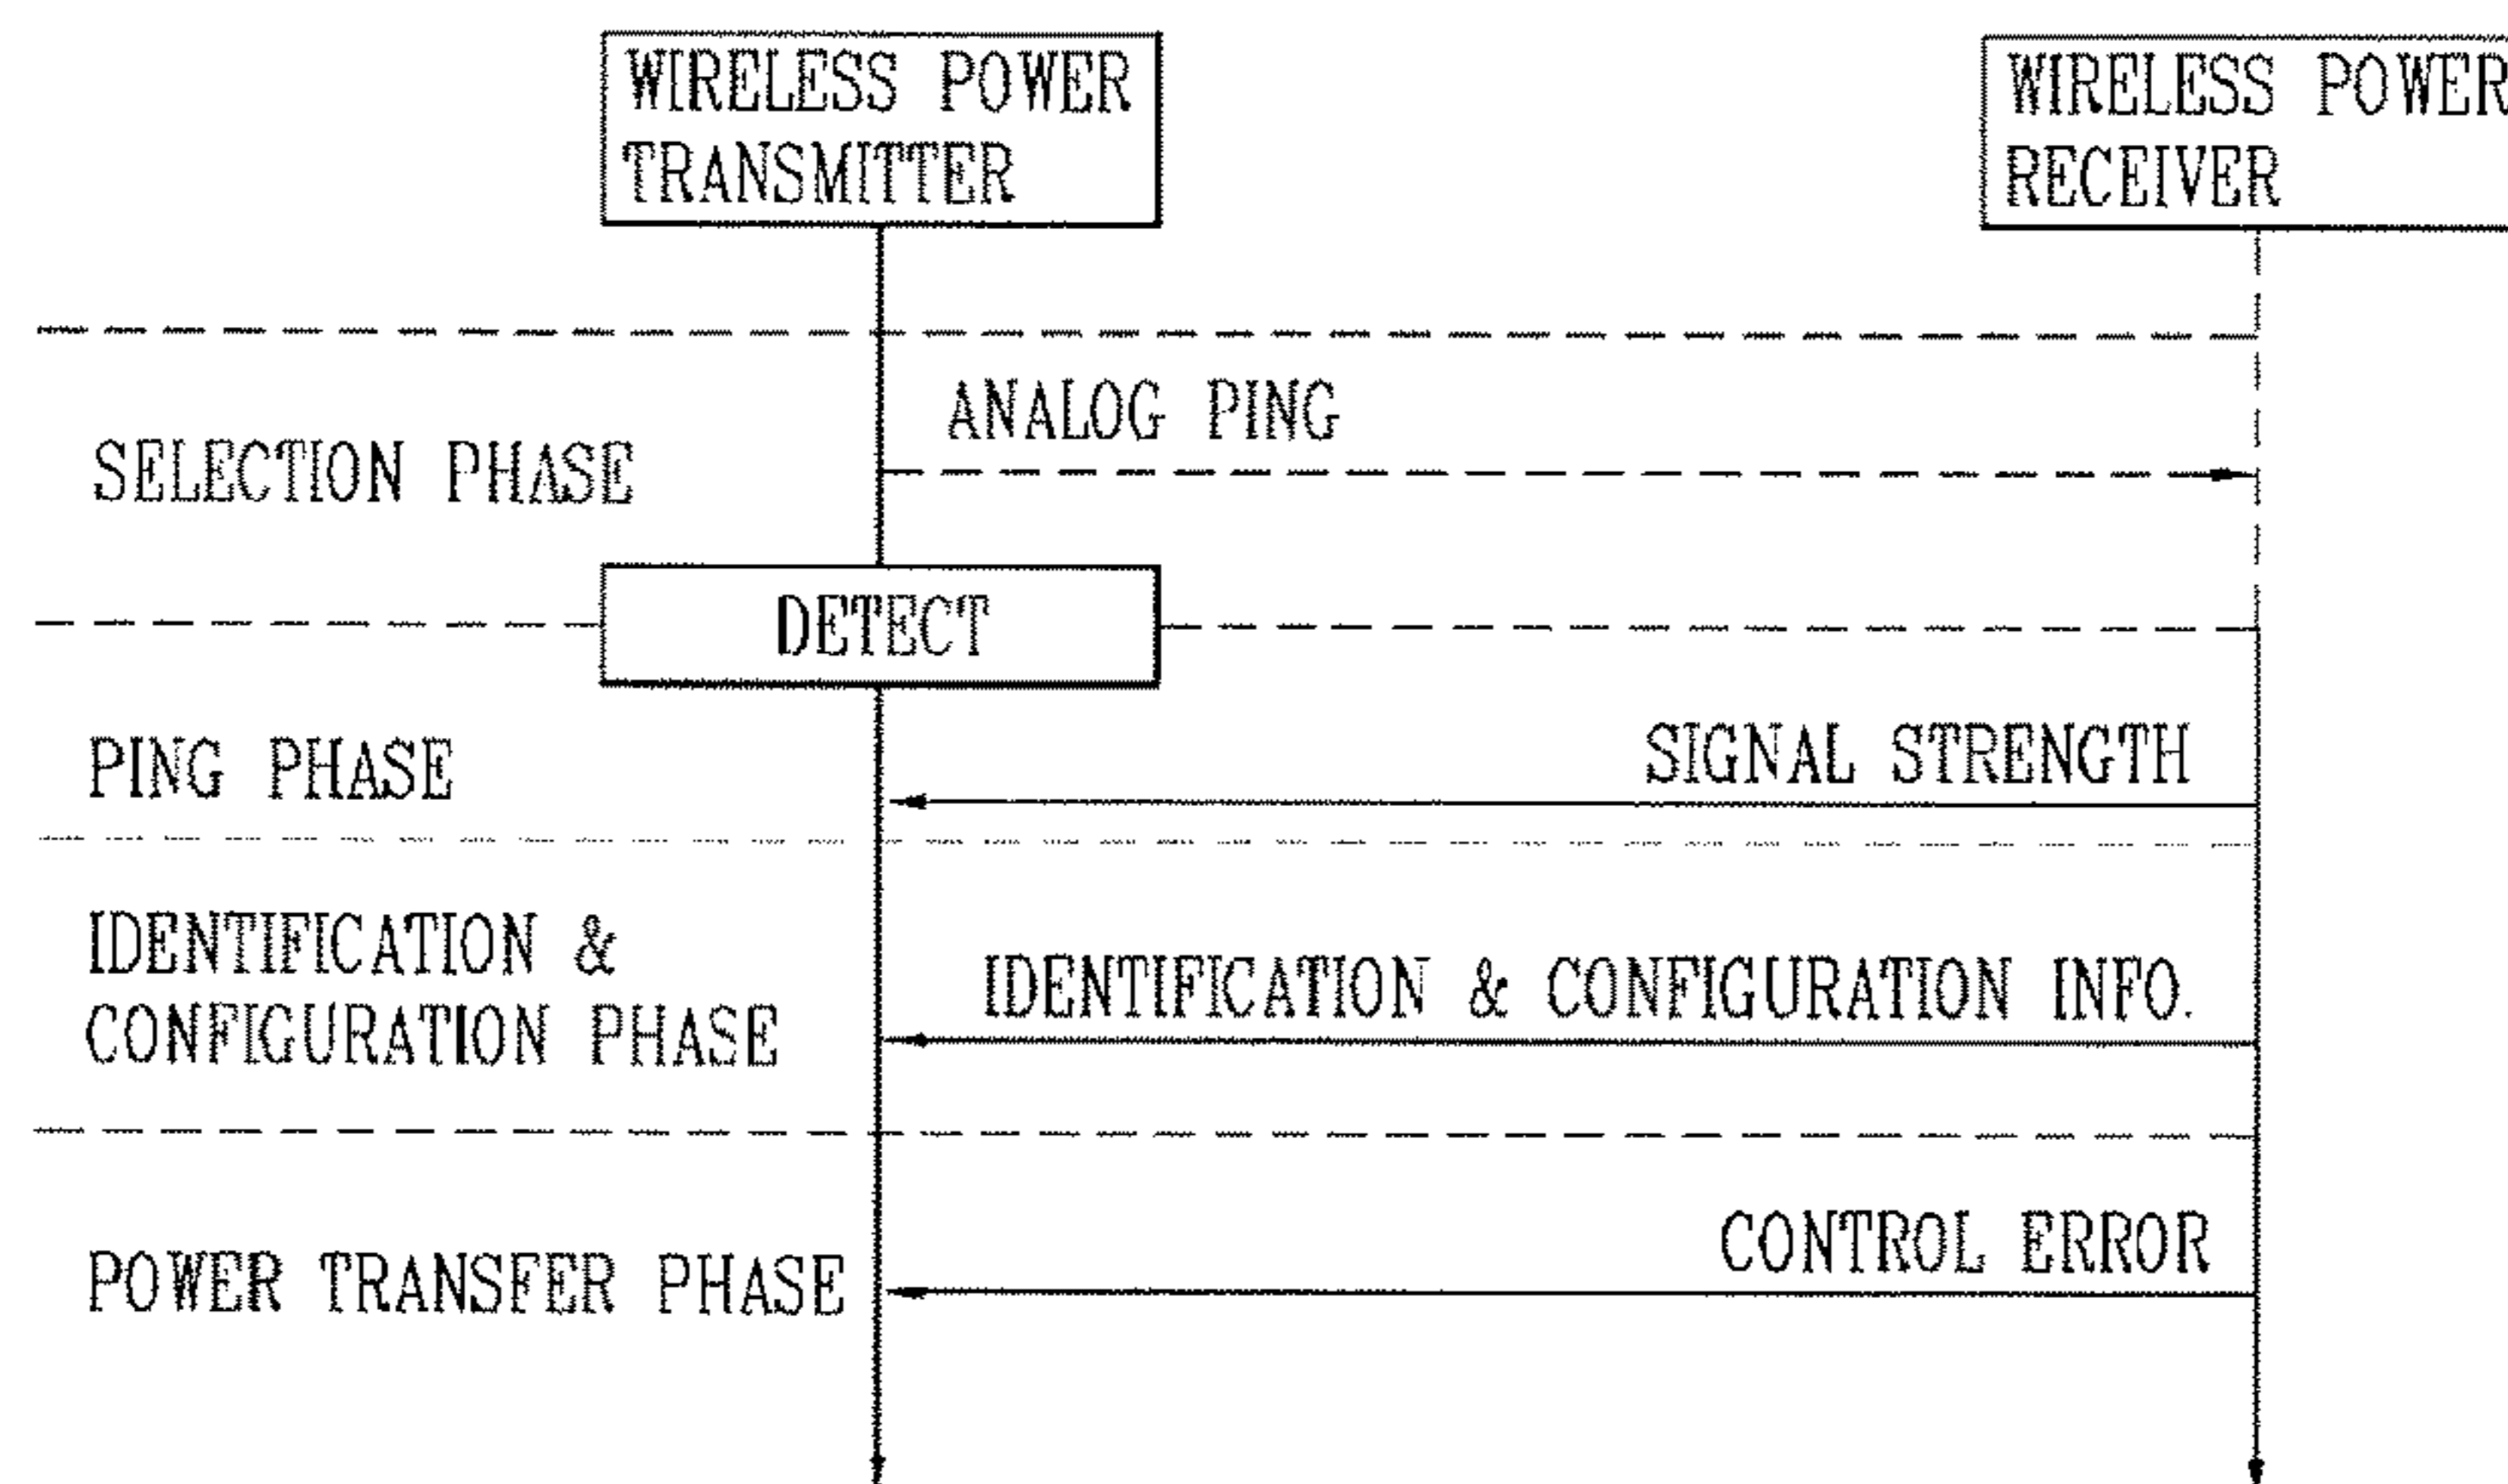 WIRELESS POWER
TRANSMITTER
WIRELESS POWER
RECEIVER
ANALOG PING
SELECTION PHASE
DETECT
SIGNAL STRENGTH
PING PHASE
IDENTIFICATION &
CONFIGURATION PHASE
IDENTIFICATION & CONFIGURATION INFO.
CONTROL ERROR
POWER TRANSFER PHASE